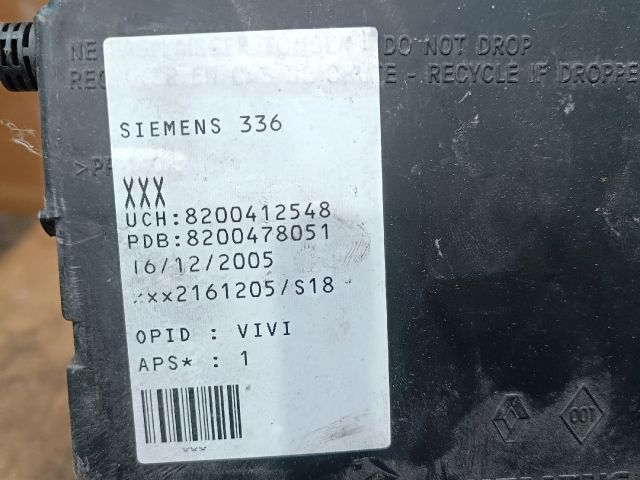 DO NOT DROP
- RECYCLE IF DROPPE
SIEMENS 336
XXX
UCH:8200412548
PDB:8200478051
16/12/2005
xxx2161205/S18
OPID : VIVI
APS* : 1
***